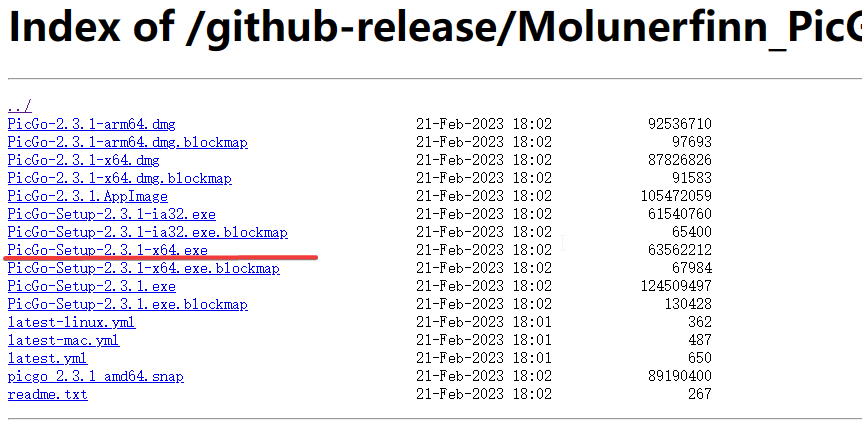 Index of /github-release/Molunerfinn_PicG
../
PicGo-2.3.1-arm64.dmg 21-Feb-2023 18:02 92536710
PicGo-2.3.1-arm64.dmg.blockmap 21-Feb-2023 18:02 97693
PicGo-2.3.1-x64.dmg 21-Feb-2023 18:02 87826826
PicGo-2.3.1-x64.dmg.blockmap 21-Feb-2023 18:02 91583
PicGo-2.3.1.AppImage 21-Feb-2023 18:02 105472059
PicGo-Setup-2.3.1-ia32.exe 21-Feb-2023 18:02 61540760
PicGo-Setup-2.3.1-ia32.exe.blockmap 21-Feb-2023 18:02 65400
PicGo-Setup-2.3.1-x64.exe 21-Feb-2023 18:02 63562212
PicGo-Setup-2.3.1-x64.exe.blockmap 21-Feb-2023 18:02 67984
PicGo-Setup-2.3.1.exe 21-Feb-2023 18:02 124509497
PicGo-Setup-2.3.1.exe.blockmap 21-Feb-2023 18:02 130428
latest-linux.yml 21-Feb-2023 18:01 362
latest-mac.yml 21-Feb-2023 18:01 487
latest.yml 21-Feb-2023 18:01 650
picgo_2.3.1_amd64.snap 21-Feb-2023 18:02 89190400
readme.txt 21-Feb-2023 18:02 267